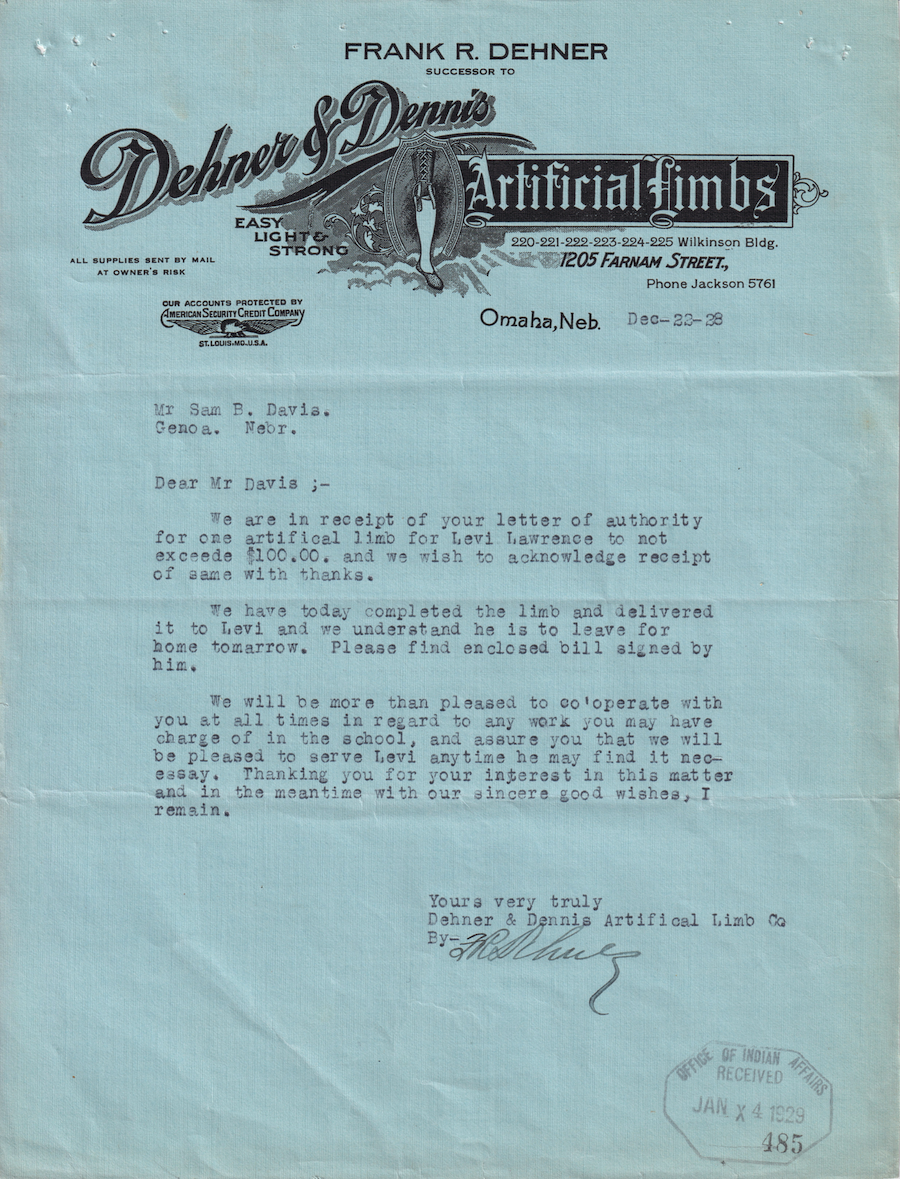 FRANK R. DEHNER
SUCCESSOR TO
Dehner & Dennis
Artificial Limbs
EASY
LIGHT &
STRONG
220-221-222-223-224-225 Wilkinson Bldg.
1205 FARNAM STREET.,
Phone Jackson 5761
ALL SUPPLIES SENT BY MAIL
AT OWNER'S RISK
OUR ACCOUNTS PROTECTED BY
AMERICAN SECURITY CREDIT COMPANY
ST. LOUIS, MO., U.S.A.
Omaha, Neb. Dec-22-28
Mr Sam B. Davis.
Genoa. Nebr.
Dear Mr Davis ;-
We are in receipt of your letter of authority
for one artifical limb for Levi Lawrence to not
exceede $100.00. and we wish to acknowledge receipt
of same with thanks.
We have today completed the limb and delivered
it to Levi and we understand he is to leave for
home tomarrow. Please find enclosed bill signed by
him.
We will be more than pleased to co'operate with
you at all times in regard to any work you may have
charge of in the school, and assure you that we will
be pleased to serve Levi anytime he may find it nec-
essay. Thanking you for your interest in this matter
and in the meantime with our sincere good wishes, I
remain.
Yours very truly
Dehner & Dennis Artifical Limb Co
By- FR Dehner
OFFICE OF INDIAN AFFAIRS
RECEIVED
JAN X 4 1929
485